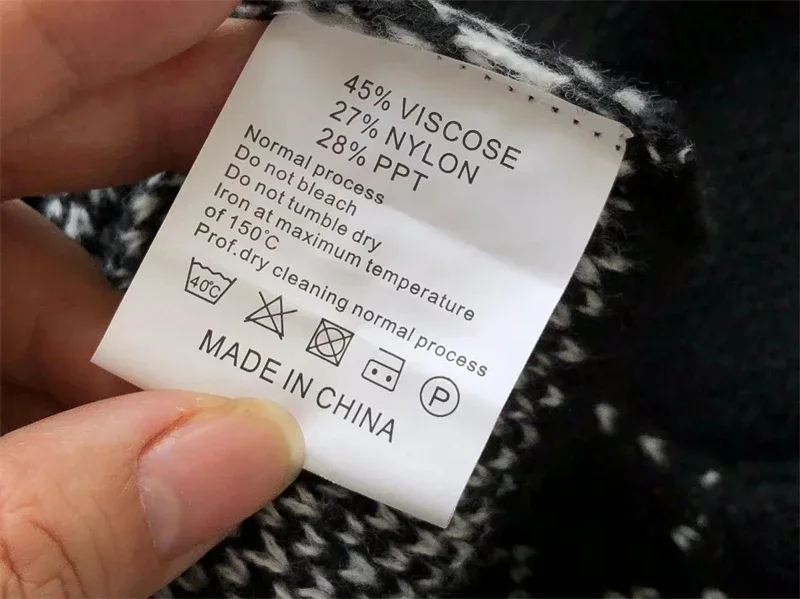 45% VISCOSE
27% NYLON
28% PPT
Normal process
Do not bleach
Do not tumble dry
Iron at maximum temperature
of 150℃
Prof.dry cleaning normal process
40℃
P
MADE IN CHINA